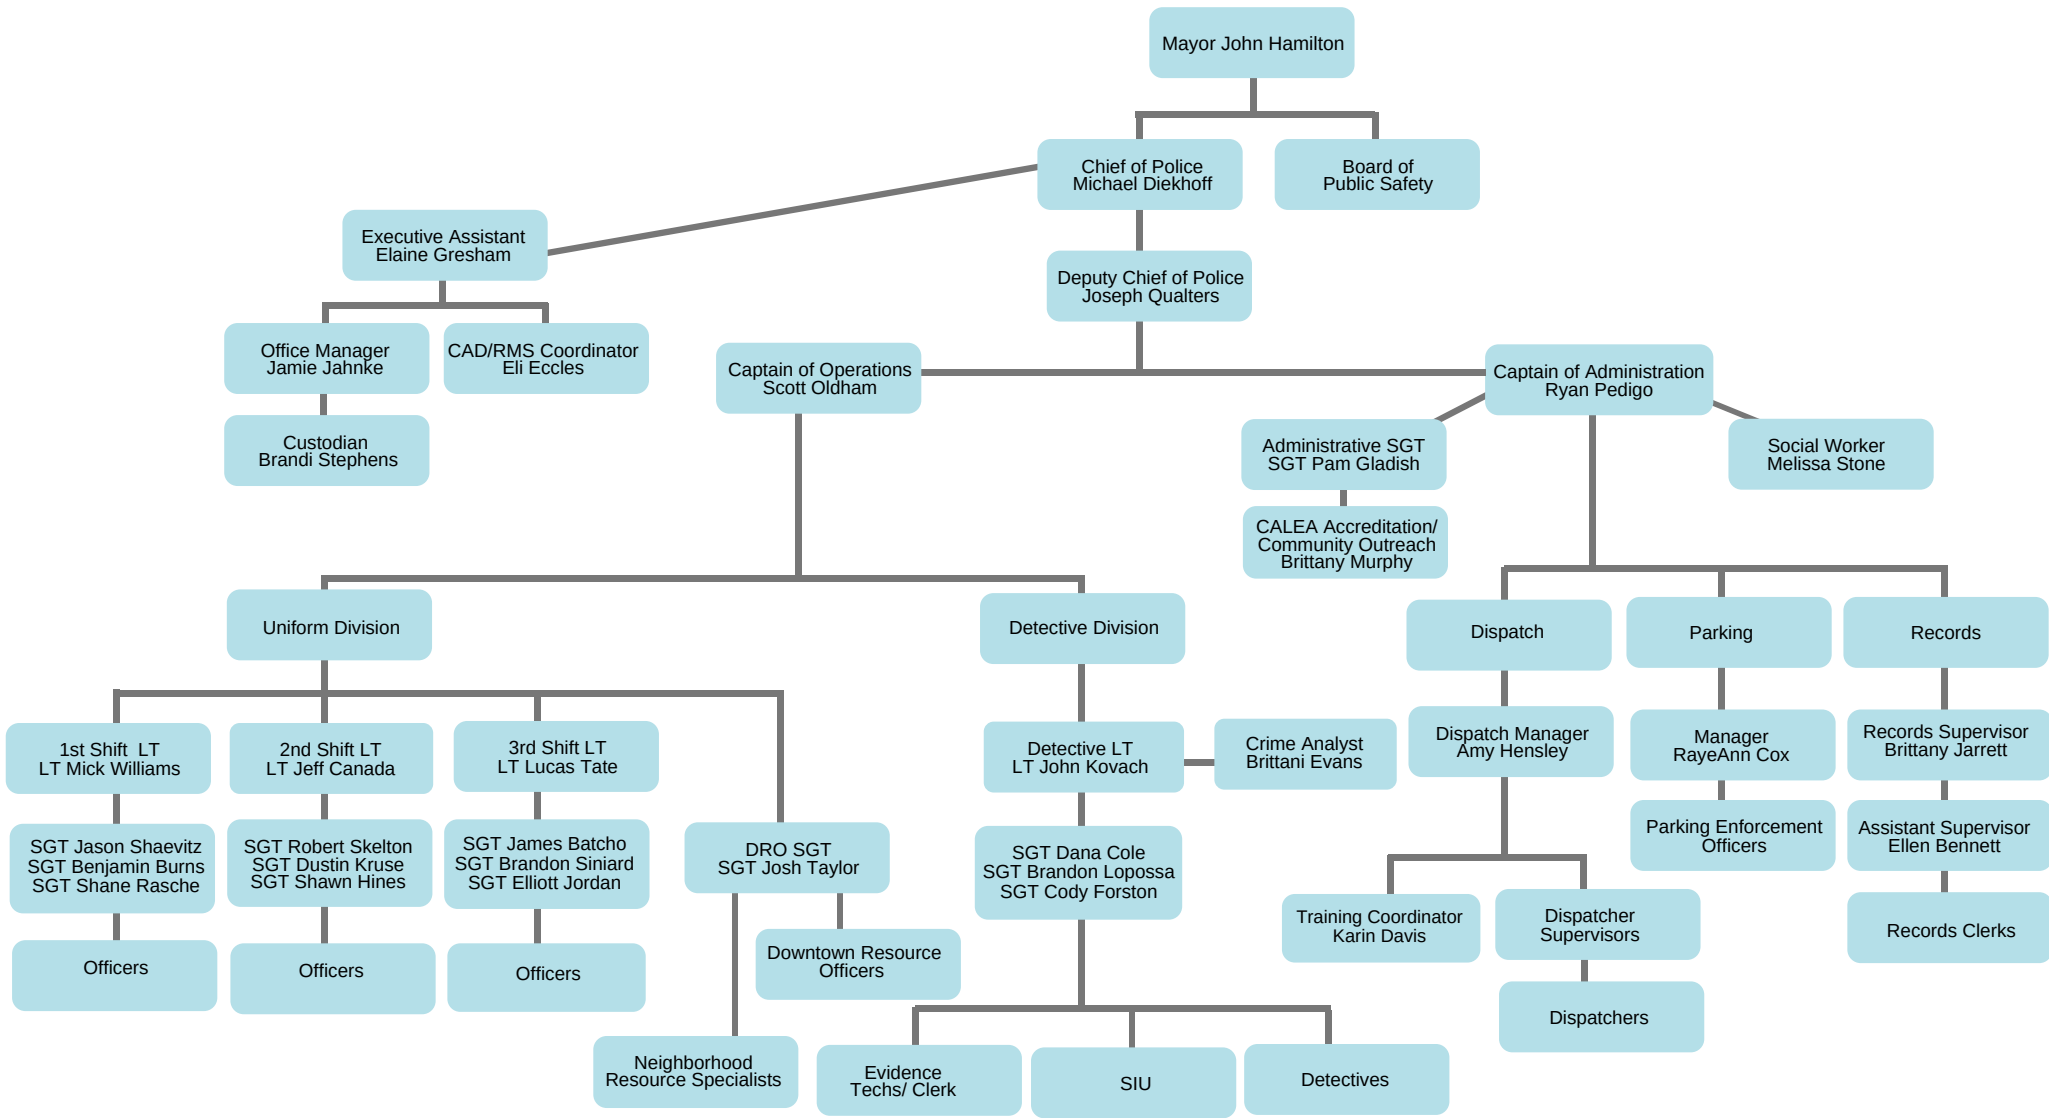 Mayor John Hamilton
Chief of Police
Michael Diekhoff
Board of
Public Safety
Executive Assistant
Elaine Gresham
Deputy Chief of Police
Joseph Qualters
Office Manager
Jamie Jahnke
CAD/RMS Coordinator
Eli Eccles
Captain of Operations
Scott Oldham
Captain of Administration
Ryan Pedigo
Custodian
Brandi Stephens
Administrative SGT
SGT Pam Gladish
Social Worker
Melissa Stone
CALEA Accreditation/
Community Outreach
Brittany Murphy
Uniform Division
Detective Division
Dispatch
Parking
Records
1st Shift LT
LT Mick Williams
2nd Shift LT
LT Jeff Canada
3rd Shift LT
LT Lucas Tate
Detective LT
LT John Kovach
Crime Analyst
Brittani Evans
Dispatch Manager
Amy Hensley
Manager
RayeAnn Cox
Records Supervisor
Brittany Jarrett
SGT Jason Shaevitz
SGT Benjamin Burns
SGT Shane Rasche
SGT Robert Skelton
SGT Dustin Kruse
SGT Shawn Hines
SGT James Batcho
SGT Brandon Siniard
SGT Elliott Jordan
DRO SGT
SGT Josh Taylor
SGT Dana Cole
SGT Brandon Lopossa
SGT Cody Forston
Parking Enforcement
Officers
Assistant Supervisor
Ellen Bennett
Training Coordinator
Karin Davis
Dispatcher
Supervisors
Records Clerks
Officers
Officers
Officers
Downtown Resource
Officers
Dispatchers
Neighborhood
Resource Specialists
Evidence
Techs/ Clerk
SIU
Detectives